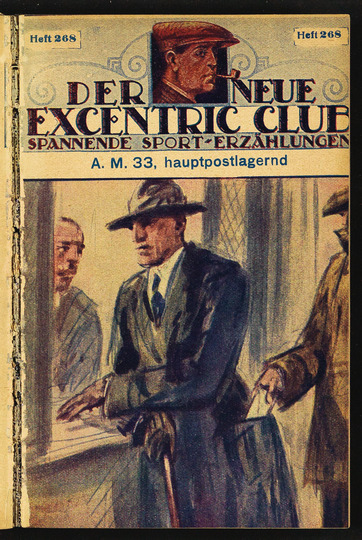 Heft 268
Heft 268
DER NEUE
EXCENTRIC CLUB
SPANNENDE SPORT-ERZÄHLUNGEN
A. M. 33, hauptpostlagernd